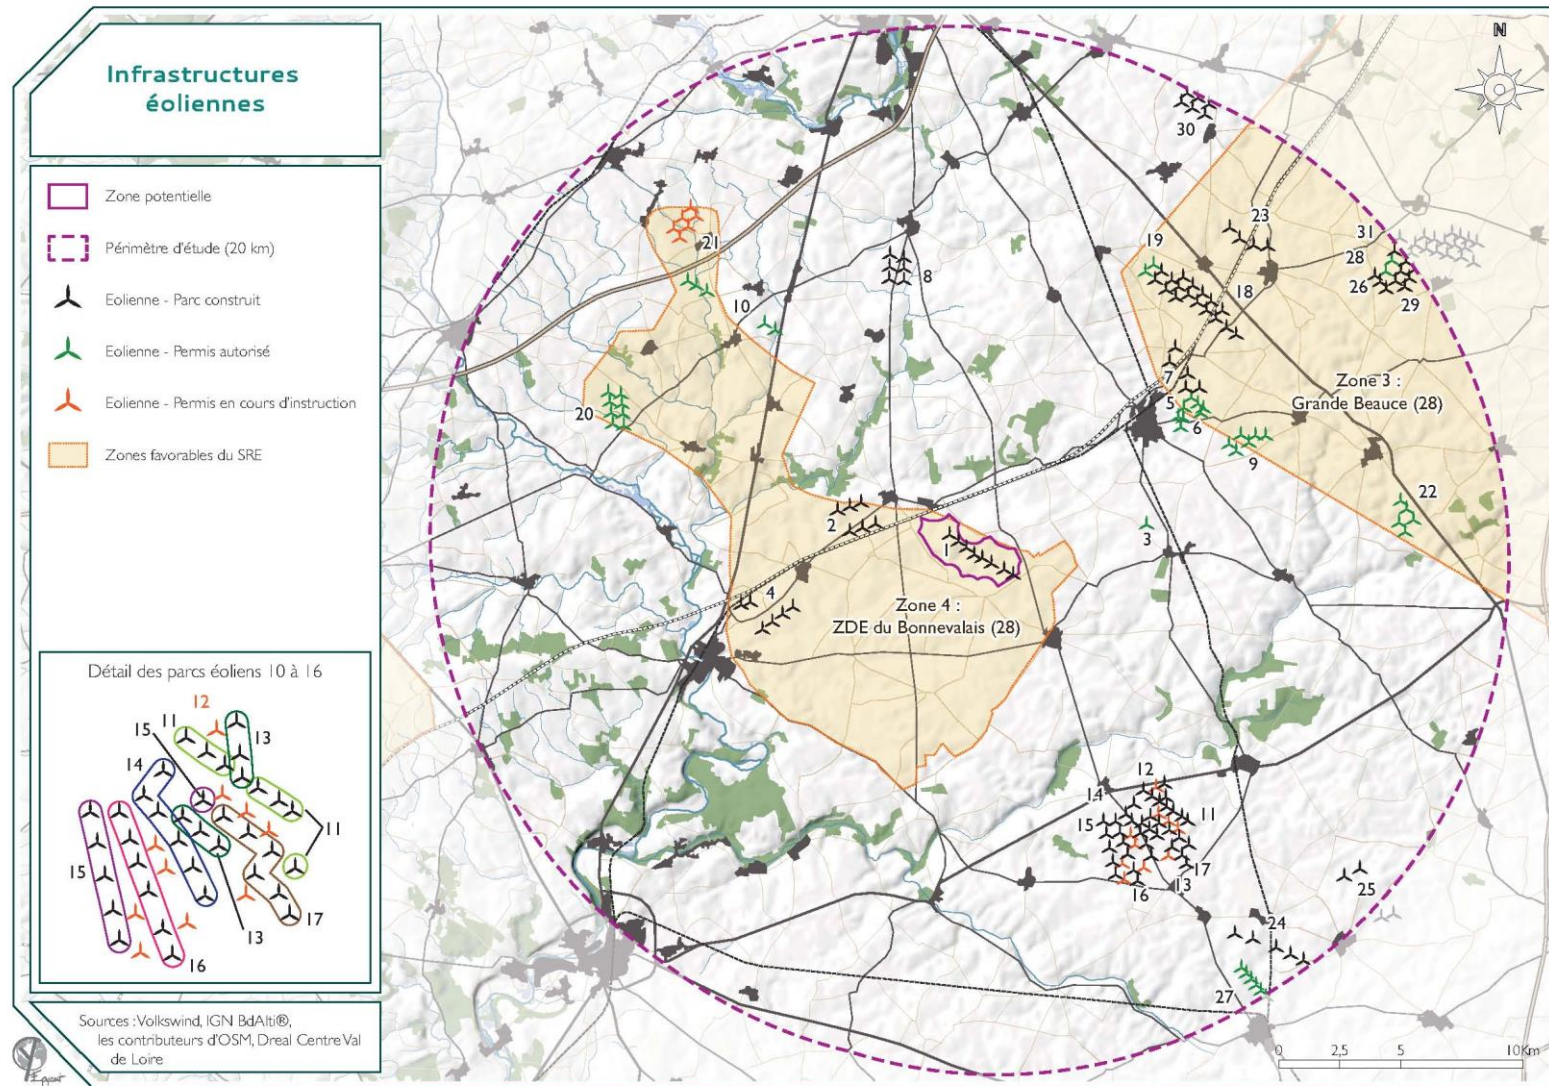 Infrastructures
éoliennes
Zone potentielle
Périmètre d'étude (20 km)
Eolienne - Parc construit
Eolienne - Permis autorisé
Eolienne - Permis en cours d'instruction
Zones favorables du SRE
Détail des parcs éoliens 10 à 16
12
11
15
13
14
11
15
17
13
16
Sources : Volkswind, IGN BdAlti®,
les contributeurs d'OSM, Dreal Centre Val
de Loire
N
30
23
31
19
21
28
8
26
18
29
10
7
Zone 3 :
Grande Beauce (28)
5
20
6
9
22
2
3
1
4
Zone 4 :
ZDE du Bonnevalais (28)
12
14
11
15
17
13
16
25
24
27
0
2,5
5
10Km